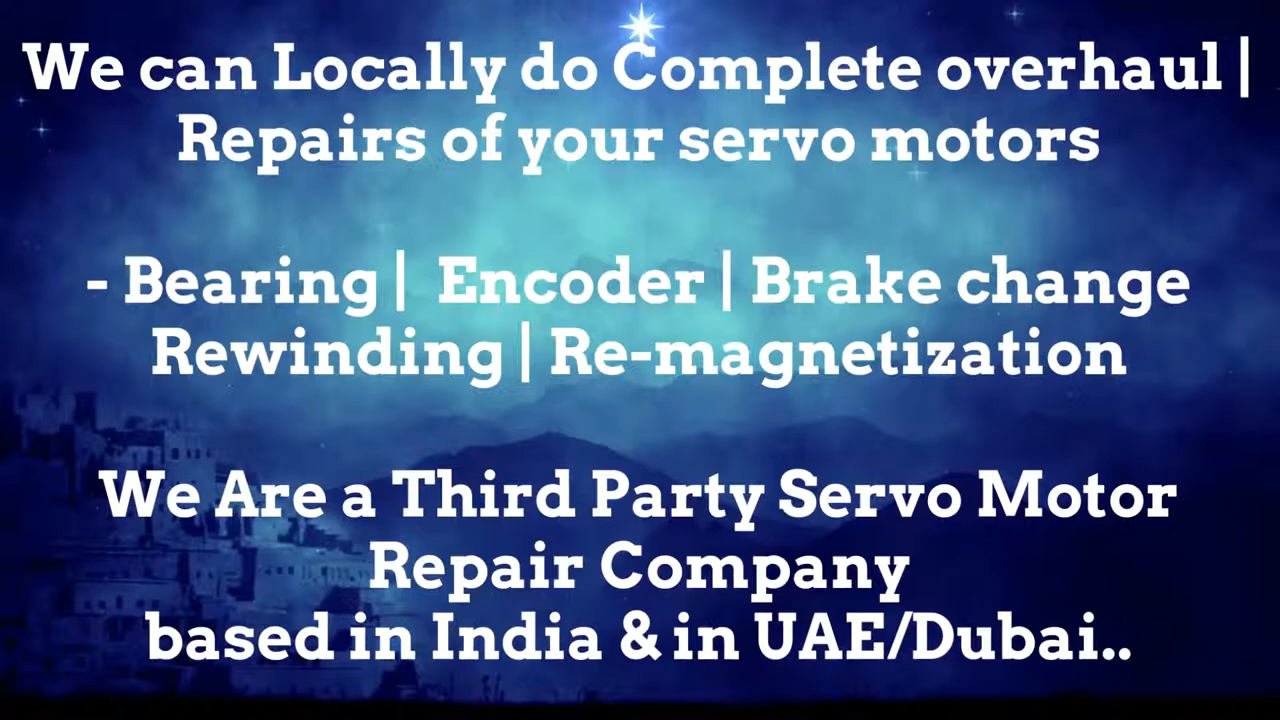 We can Locally do Complete overhaul |
Repairs of your servo motors
- Bearing | Encoder | Brake change
Rewinding | Re-magnetization
We Are a Third Party Servo Motor
Repair Company
based in India & in UAE/Dubai..